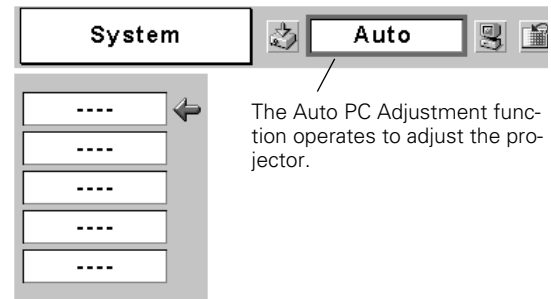 System
Auto
The Auto PC Adjustment func-
tion operates to adjust the pro-
jector.
----
----
----
----
----